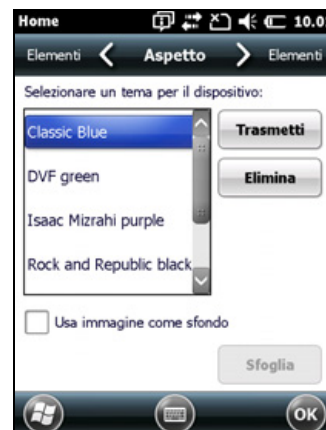 Home 10.0
Elementi Aspetto Elementi
Selezionare un tema per il dispositivo:
Classic Blue
Trasmetti
DVF green
Elimina
Isaac Mizrahi purple
Rock and Republic black
Usa immagine come sfondo
Sfoglia
OK